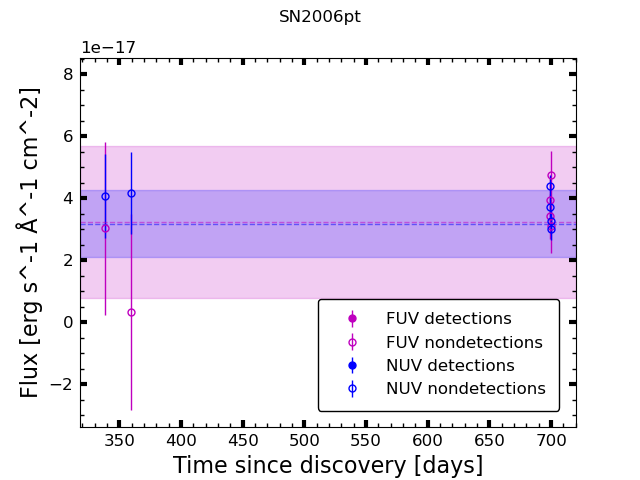 SN2006pt
1e−17
8
6
4
2
0
−2
Flux [erg s^-1 Å^-1 cm^-2]
FUV detections
FUV nondetections
NUV detections
NUV nondetections
350 400 450 500 550 600 650 700
Time since discovery [days]